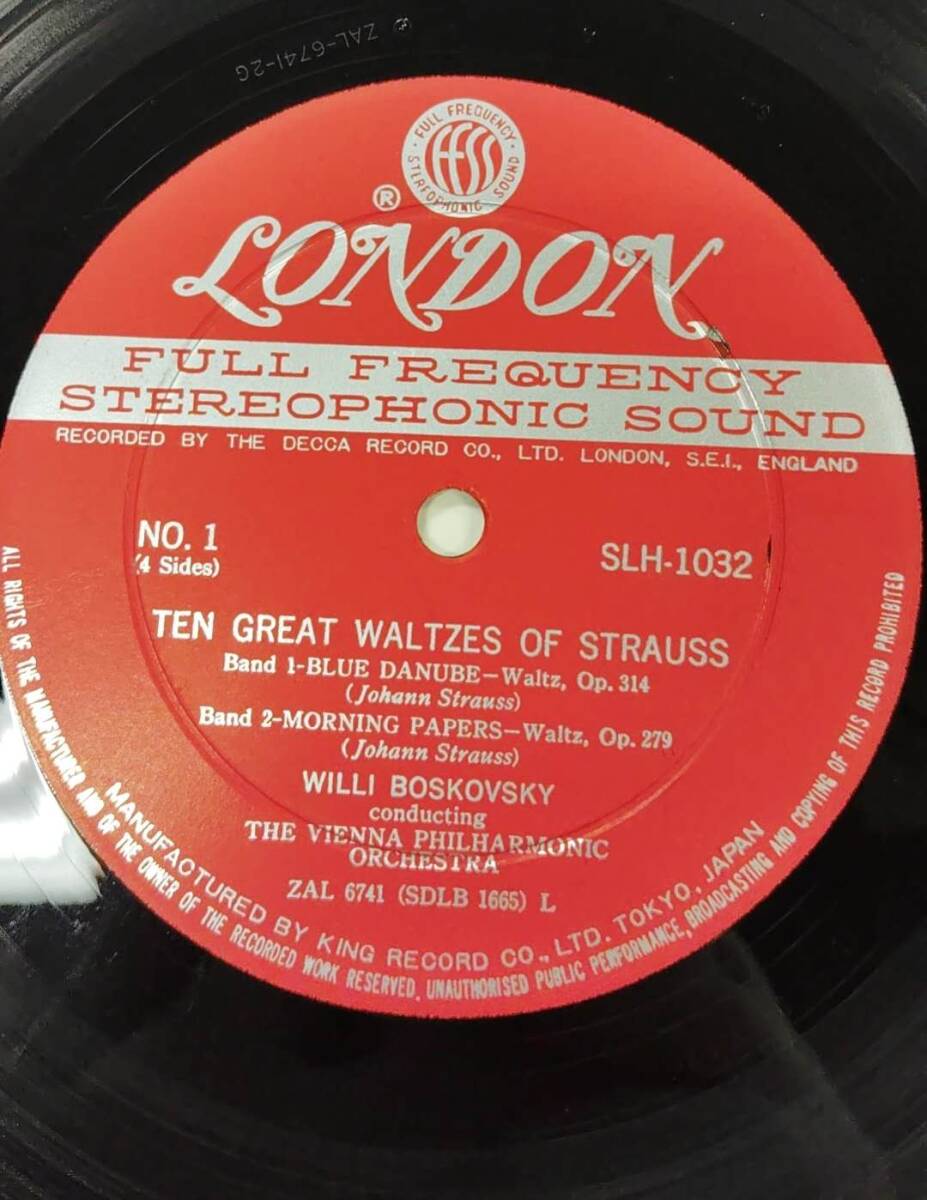 ZAL-6741-2G
FULL FREQUENCY
ffss
STEREOPHONIC SOUND
®
LONDON
FULL FREQUENCY
STEREOPHONIC SOUND
RECORDED BY THE DECCA RECORD CO., LTD. LONDON, S.E.I., ENGLAND
NO. 1
(4 Sides)
SLH-1032
TEN GREAT WALTZES OF STRAUSS
Band 1-BLUE DANUBE—Waltz, Op. 314
(Johann Strauss)
Band 2-MORNING PAPERS—Waltz, Op. 279
(Johann Strauss)
WILLI BOSKOVSKY
conducting
THE VIENNA PHILHARMONIC
ORCHESTRA
ZAL 6741 (SDLB 1665) L
MANUFACTURED BY KING RECORD CO., LTD. TOKYO, JAPAN
ALL RIGHTS OF THE MANUFACTURER AND OF THE OWNER OF THE RECORDED WORK RESERVED. UNAUTHORISED PUBLIC PERFORMANCE, BROADCASTING AND COPYING OF THIS RECORD PROHIBITED